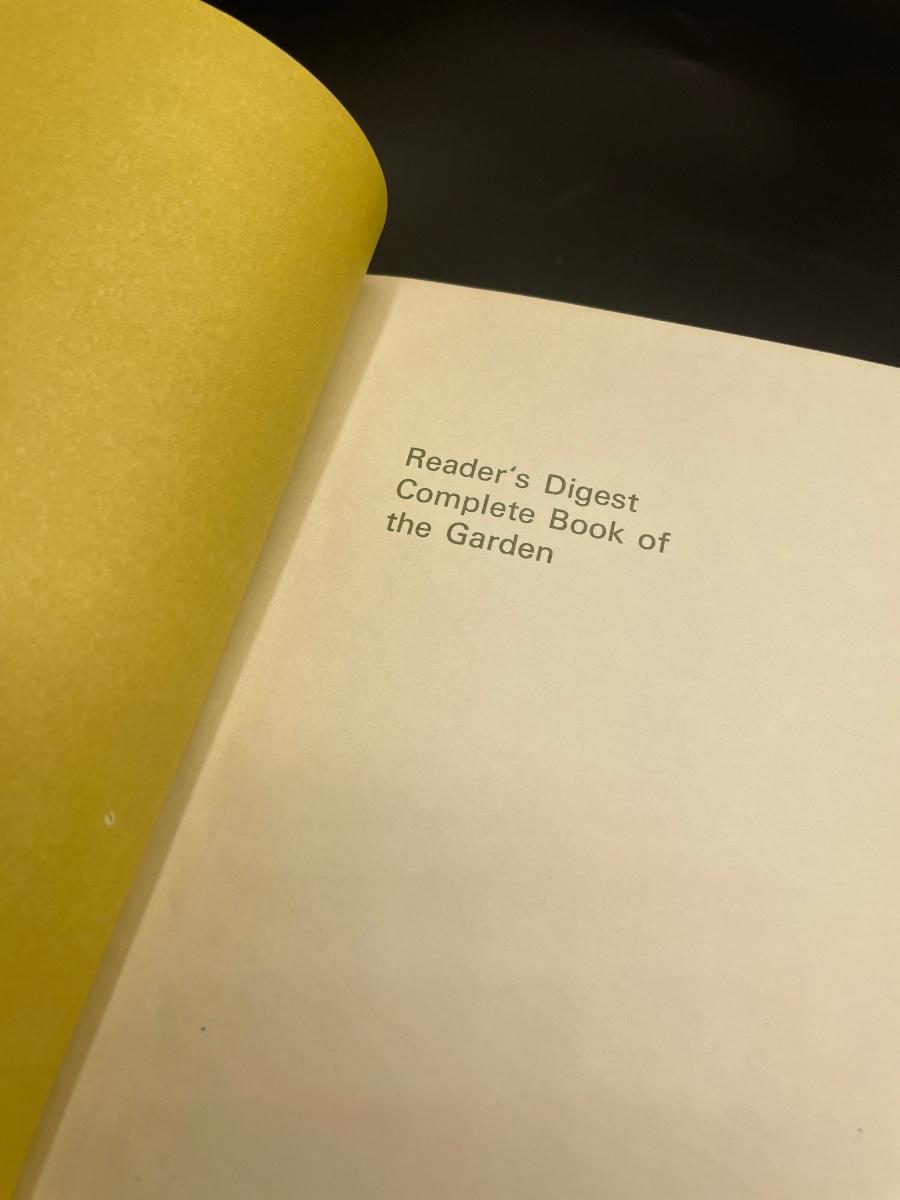 Reader‘s Digest
Complete Book of
the Garden